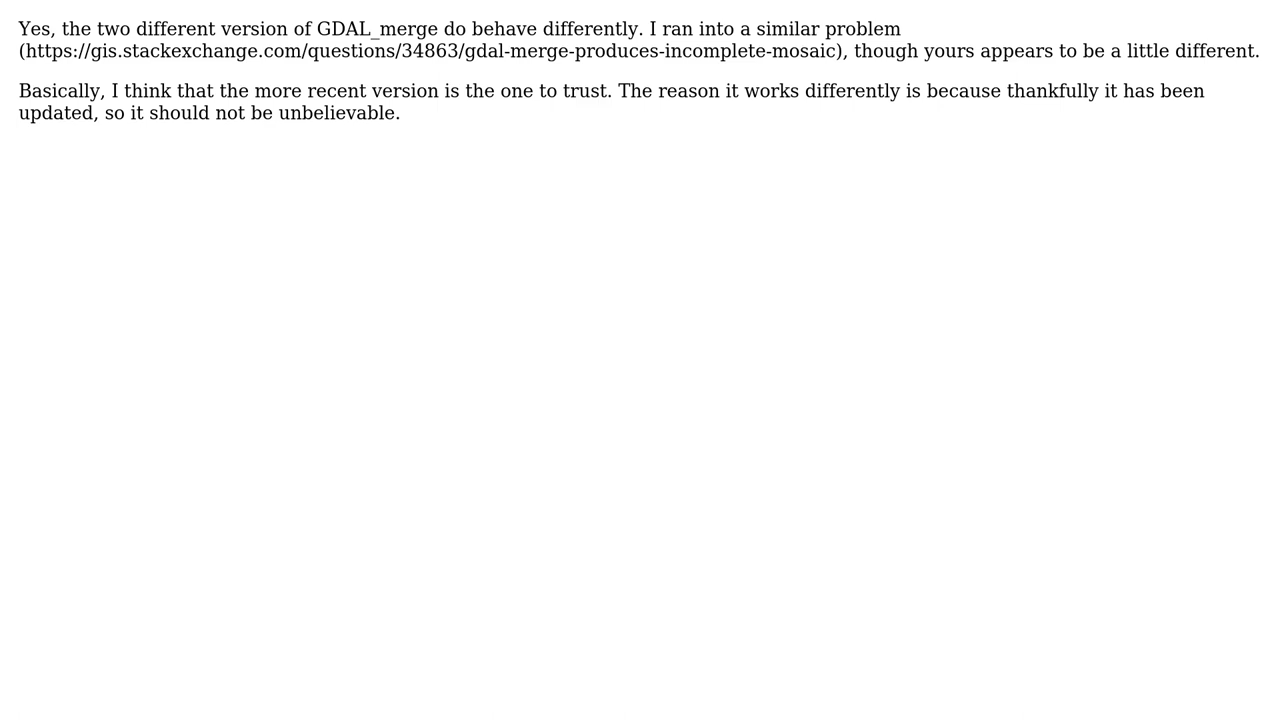 Yes, the two different version of GDAL_merge do behave differently. I ran into a similar problem
(https://gis.stackexchange.com/questions/34863/gdal-merge-produces-incomplete-mosaic), though yours appears to be a little different.
Basically, I think that the more recent version is the one to trust. The reason it works differently is because thankfully it has been
updated, so it should not be unbelievable.